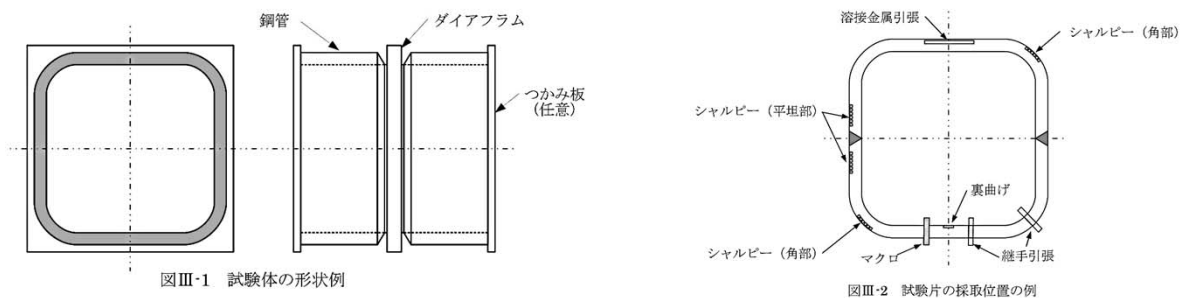 鋼管
ダイアフラム
つかみ板
(任意)
図Ⅲ-1 試験体の形状例
溶接金属引張
シャルピー(角部)
シャルピー(平坦部)
裏曲げ
シャルピー(角部)
マクロ
継手引張
図Ⅲ-2 試験片の採取位置の例